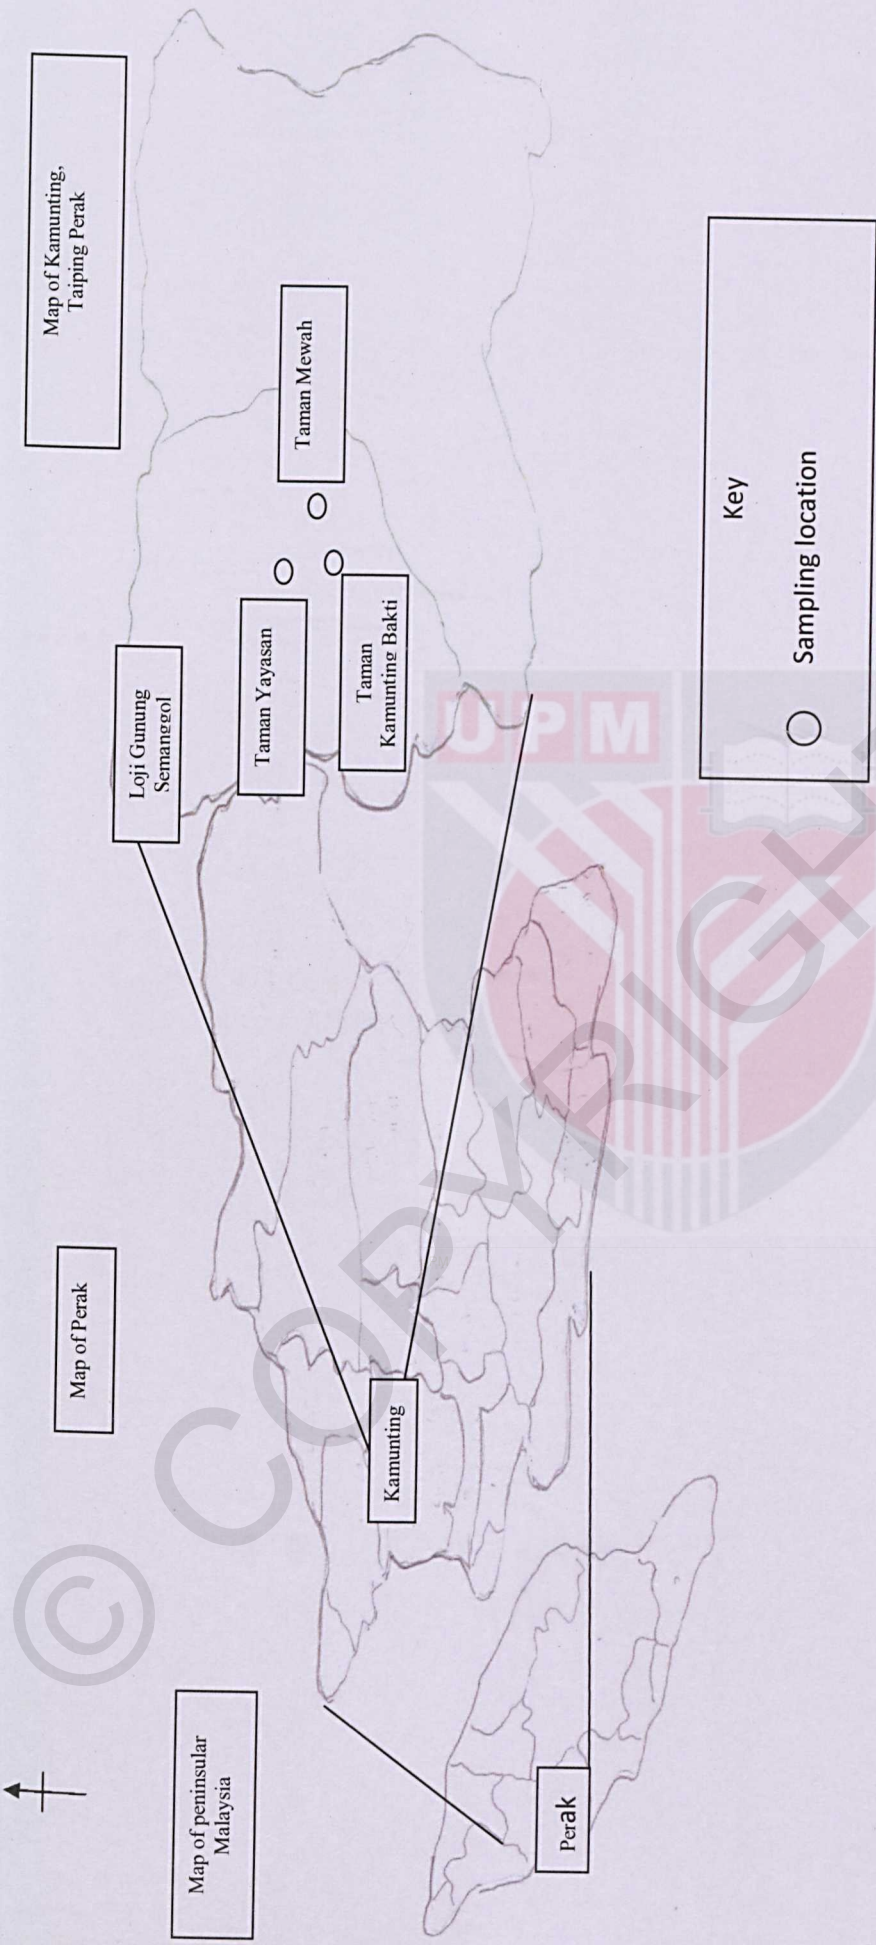 Map of peninsular
Malaysia
Map of Perak
Map of Kamunting,
Taiping Perak
Loji Gunung
Semanggol
Taman Yayasan
Taman Mewah
Taman
Kamunting Bakti
Kamunting
Perak
UPM
Key
Sampling location
© COPYRIGHT